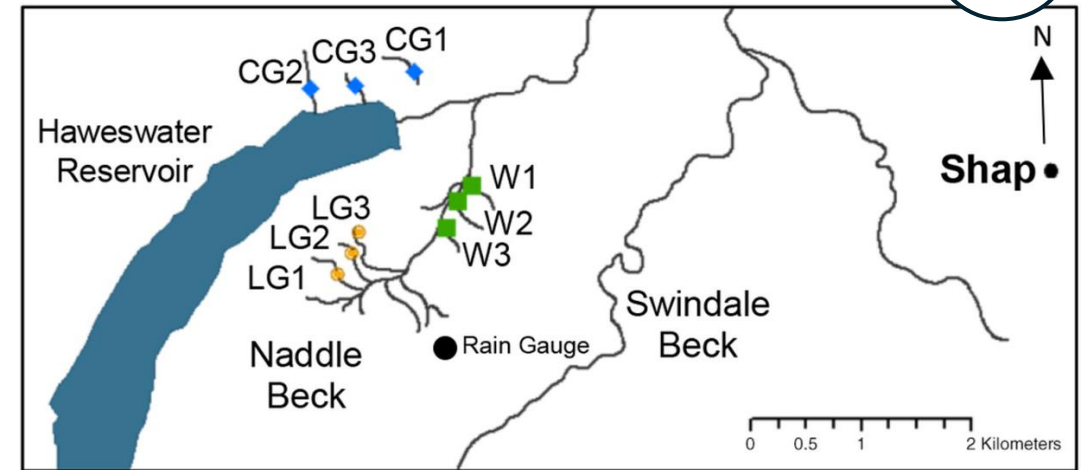 CG1
CG3
CG2
N
Haweswater
Reservoir
Shap
W1
W2
W3
LG3
LG2
LG1
Swindale
Beck
Naddle
Beck
Rain Gauge
0 0.5 1 2 Kilometers